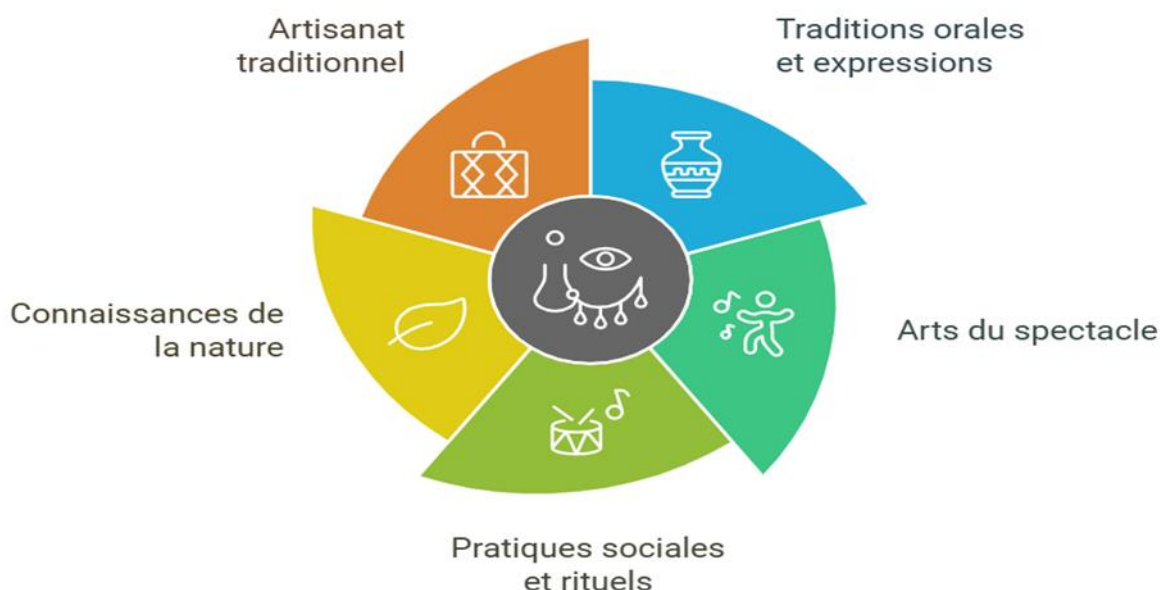 Artisanat
traditionnel
Traditions orales
et expressions
Connaissances de
la nature
Arts du spectacle
Pratiques sociales
et rituels